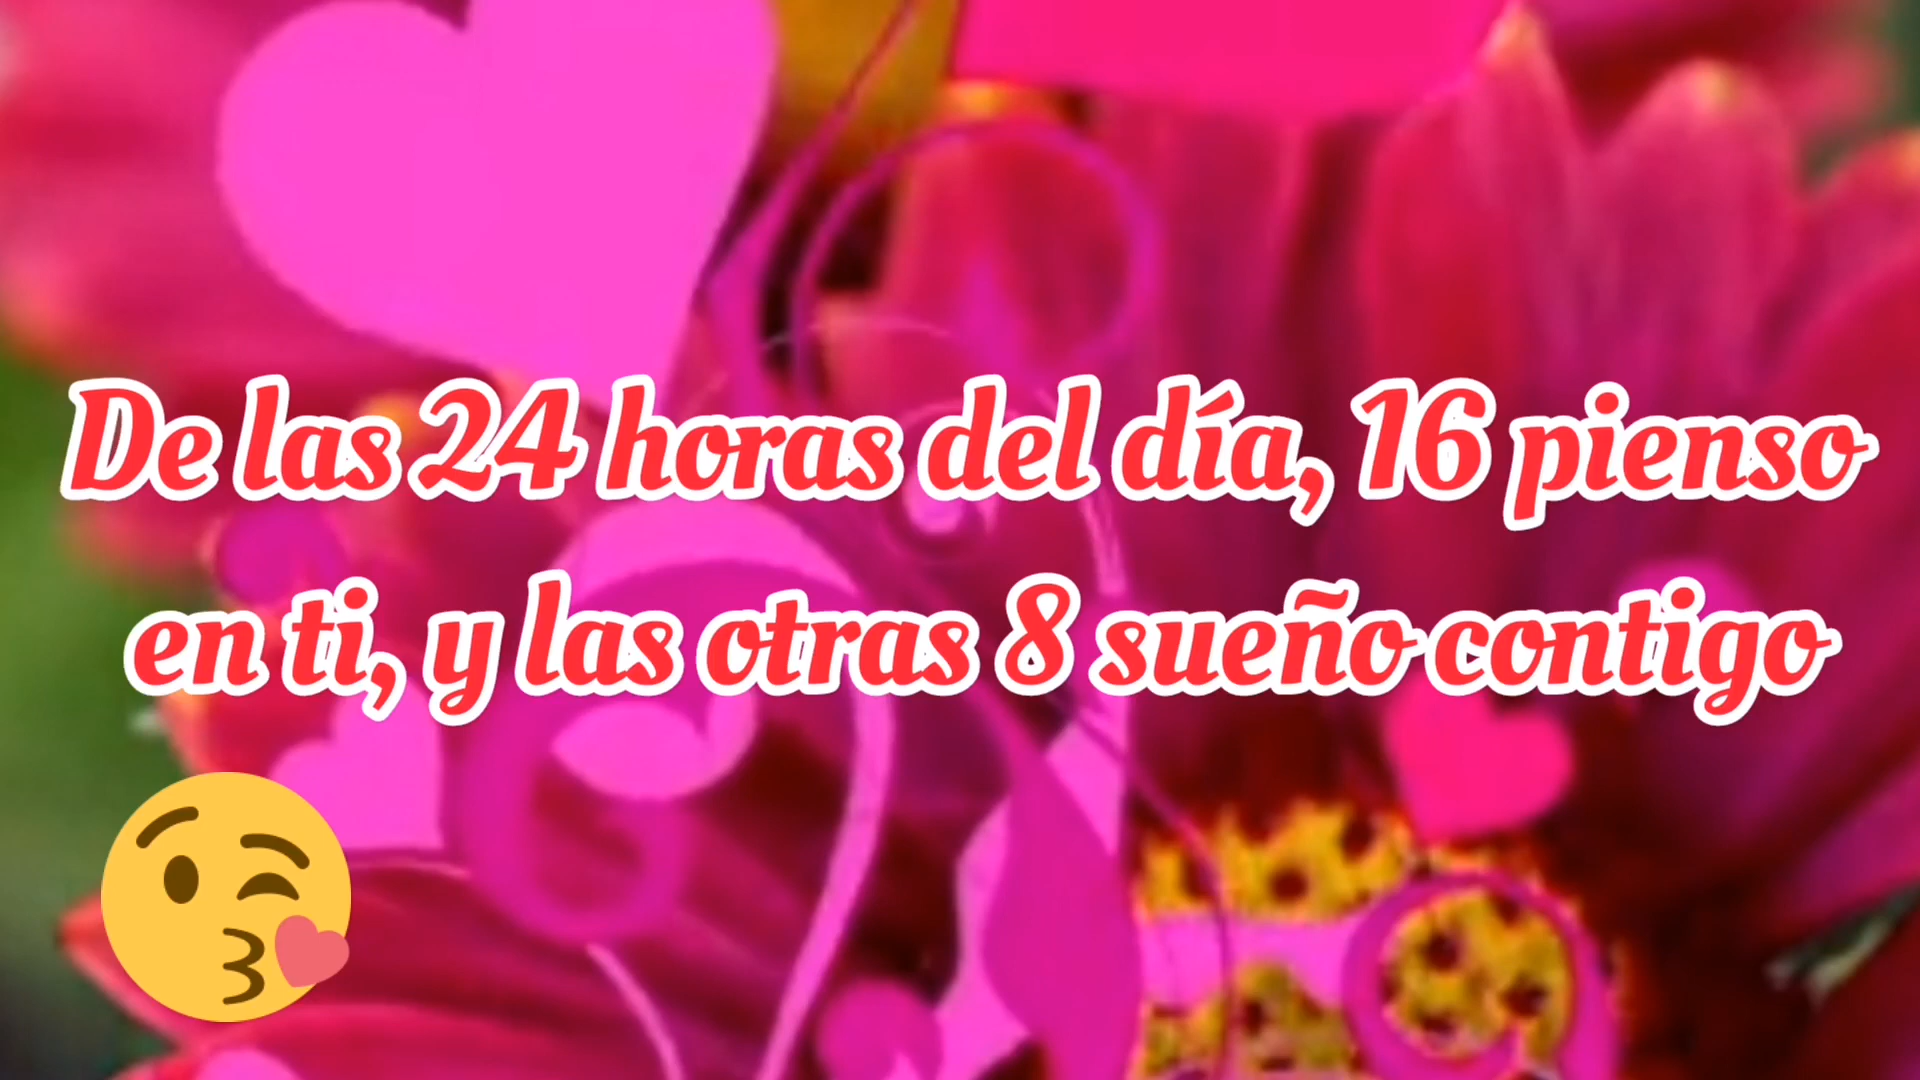 De las 24 horas del día, 16 pienso
en ti, y las otras 8 sueño contigo